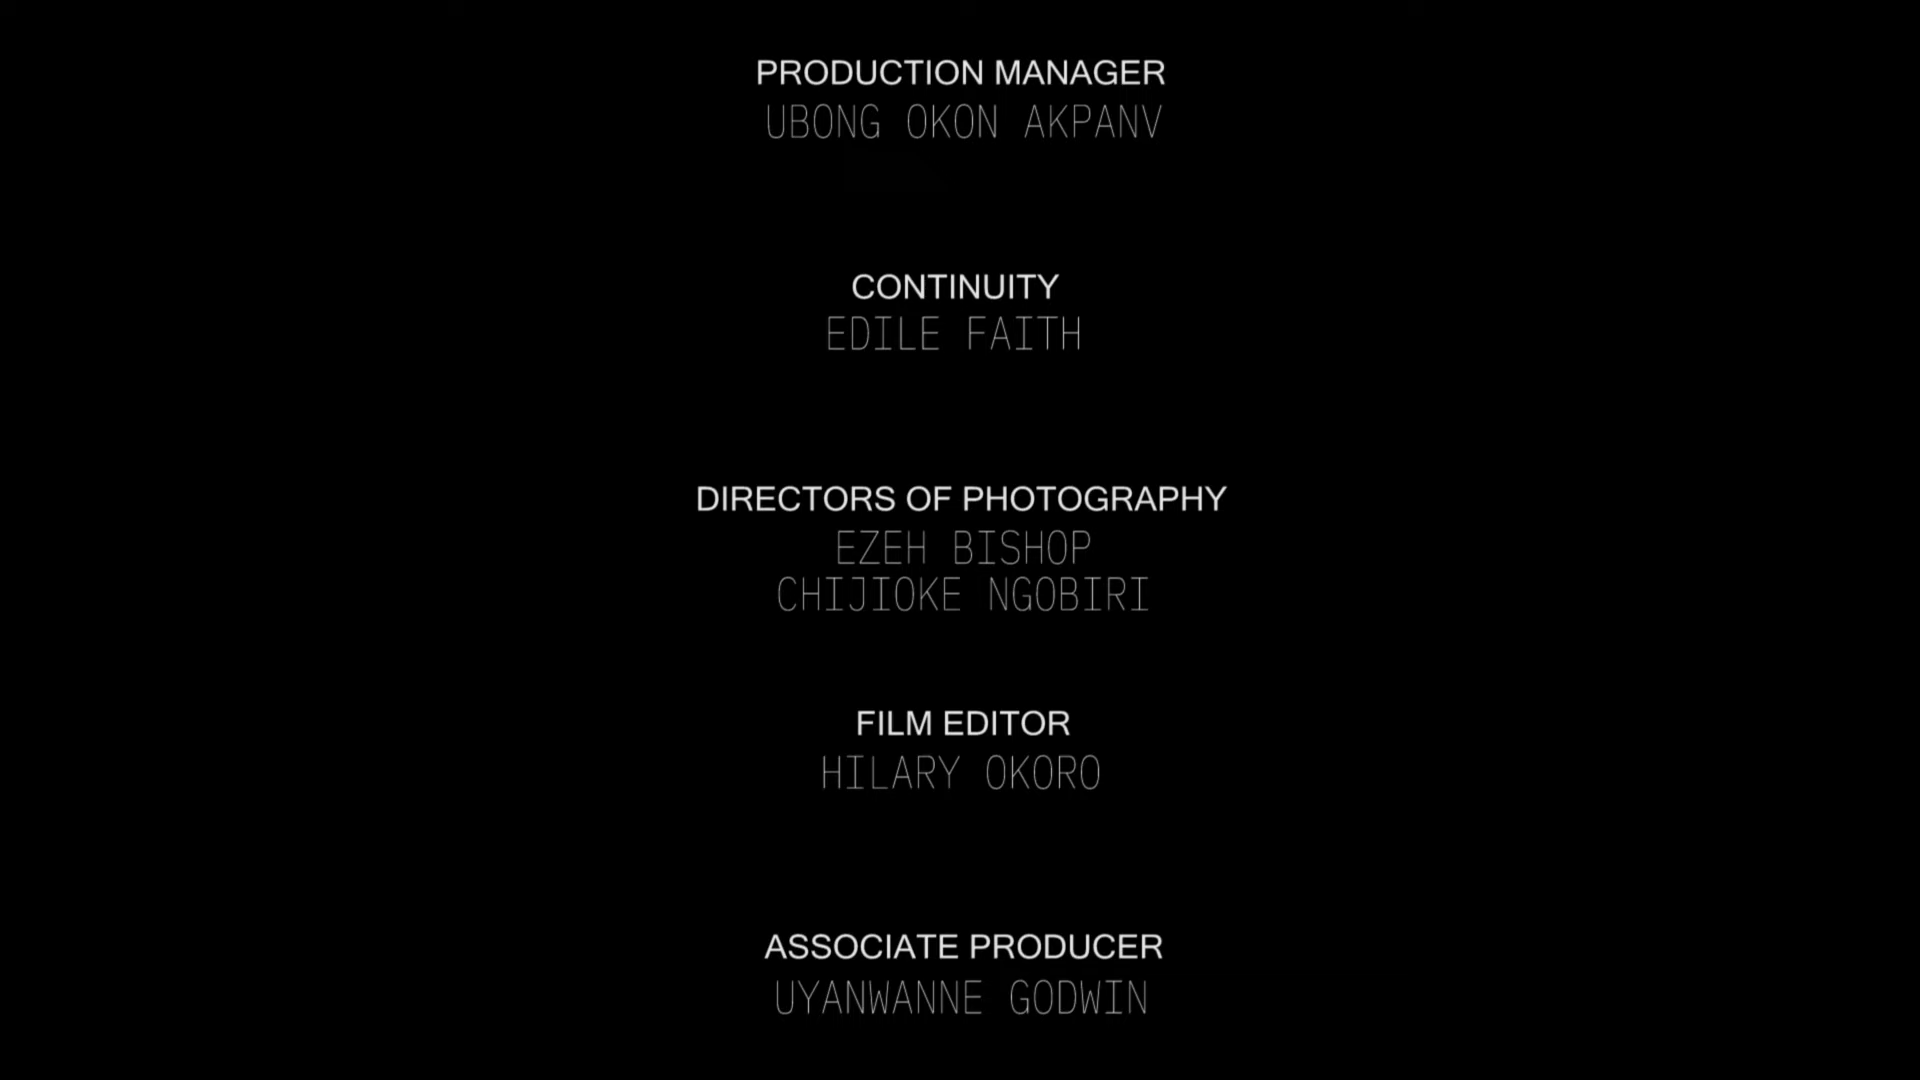 PRODUCTION MANAGER
UBONG OKON AKPANV
CONTINUITY
EDILE FAITH
DIRECTORS OF PHOTOGRAPHY
EZEH BISHOP
CHIJIOKE NGOBIRI
FILM EDITOR
HILARY OKORO
ASSOCIATE PRODUCER
UYANWANNE GODWIN